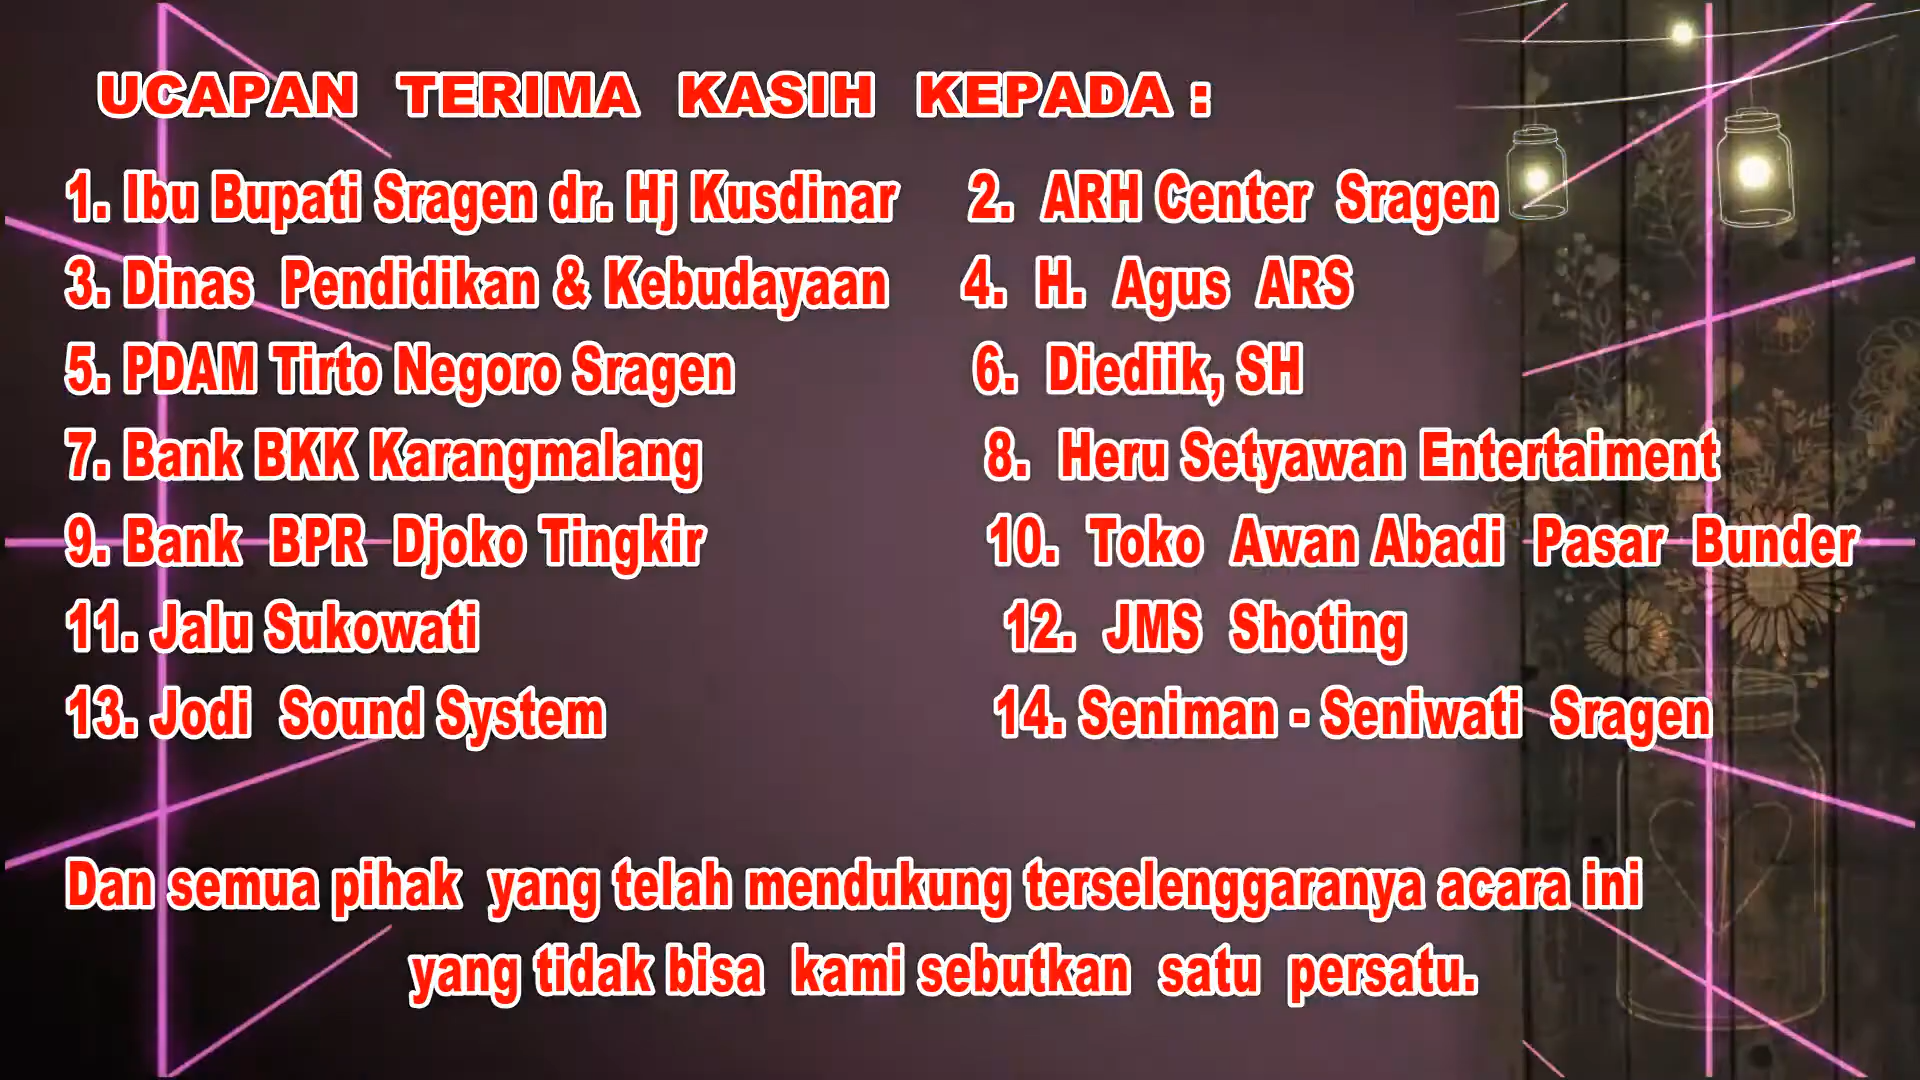 UCAPAN TERIMA KASIH KEPADA :
1. Ibu Bupati Sragen dr. Hj Kusdinar 2. ARH Center Sragen
3. Dinas Pendidikan & Kebudayaan 4. H. Agus ARS
5. PDAM Tirto Negoro Sragen 6. Diediik, SH
7. Bank BKK Karangmalang 8. Heru Setyawan Entertaiment
9. Bank BPR Djoko Tingkir 10. Toko Awan Abadi Pasar Bunder
11. Jalu Sukowati 12. JMS Shoting
13. Jodi Sound System 14. Seniman - Seniwati Sragen
Dan semua pihak yang telah mendukung terselenggaranya acara ini
yang tidak bisa kami sebutkan satu persatu.